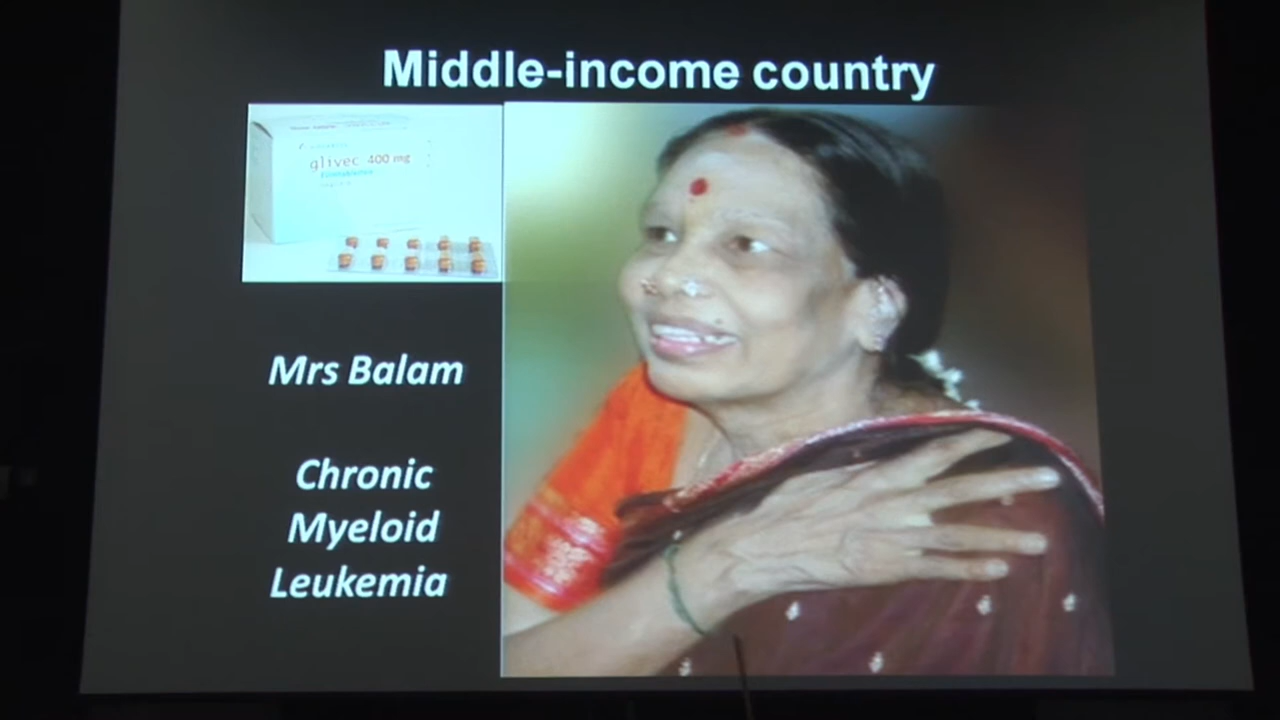 Middle-income country
glivec 400 mg
Mrs Balam
Chronic
Myeloid
Leukemia